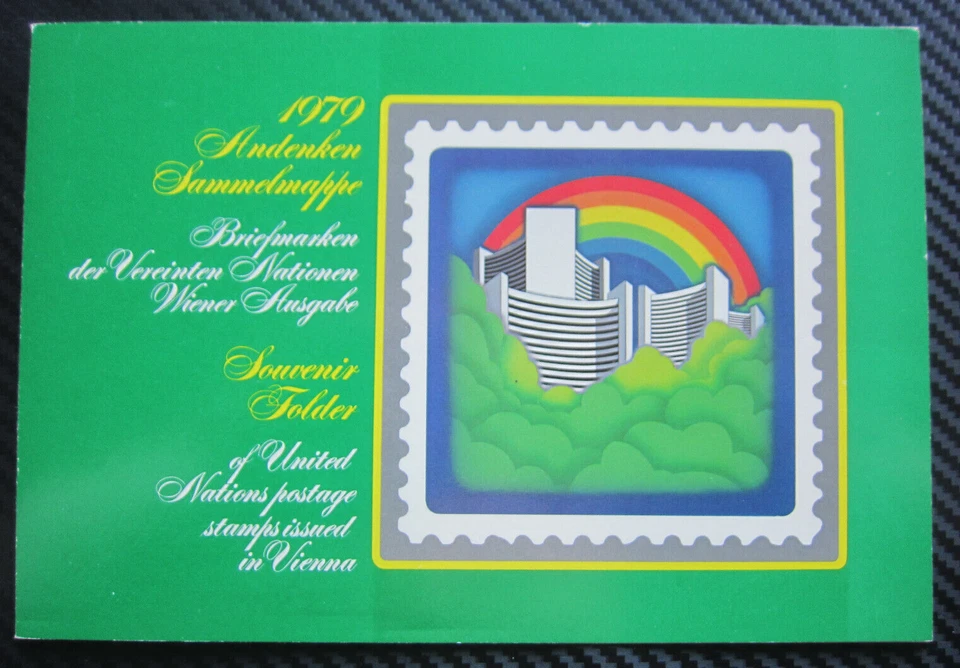 1979
Andenken
Sammelmappe
Briefmarken
der Vereinten Nationen
Wiener Ausgabe
Souvenir
Folder
of United
Nations postage
stamps issued
in Vienna